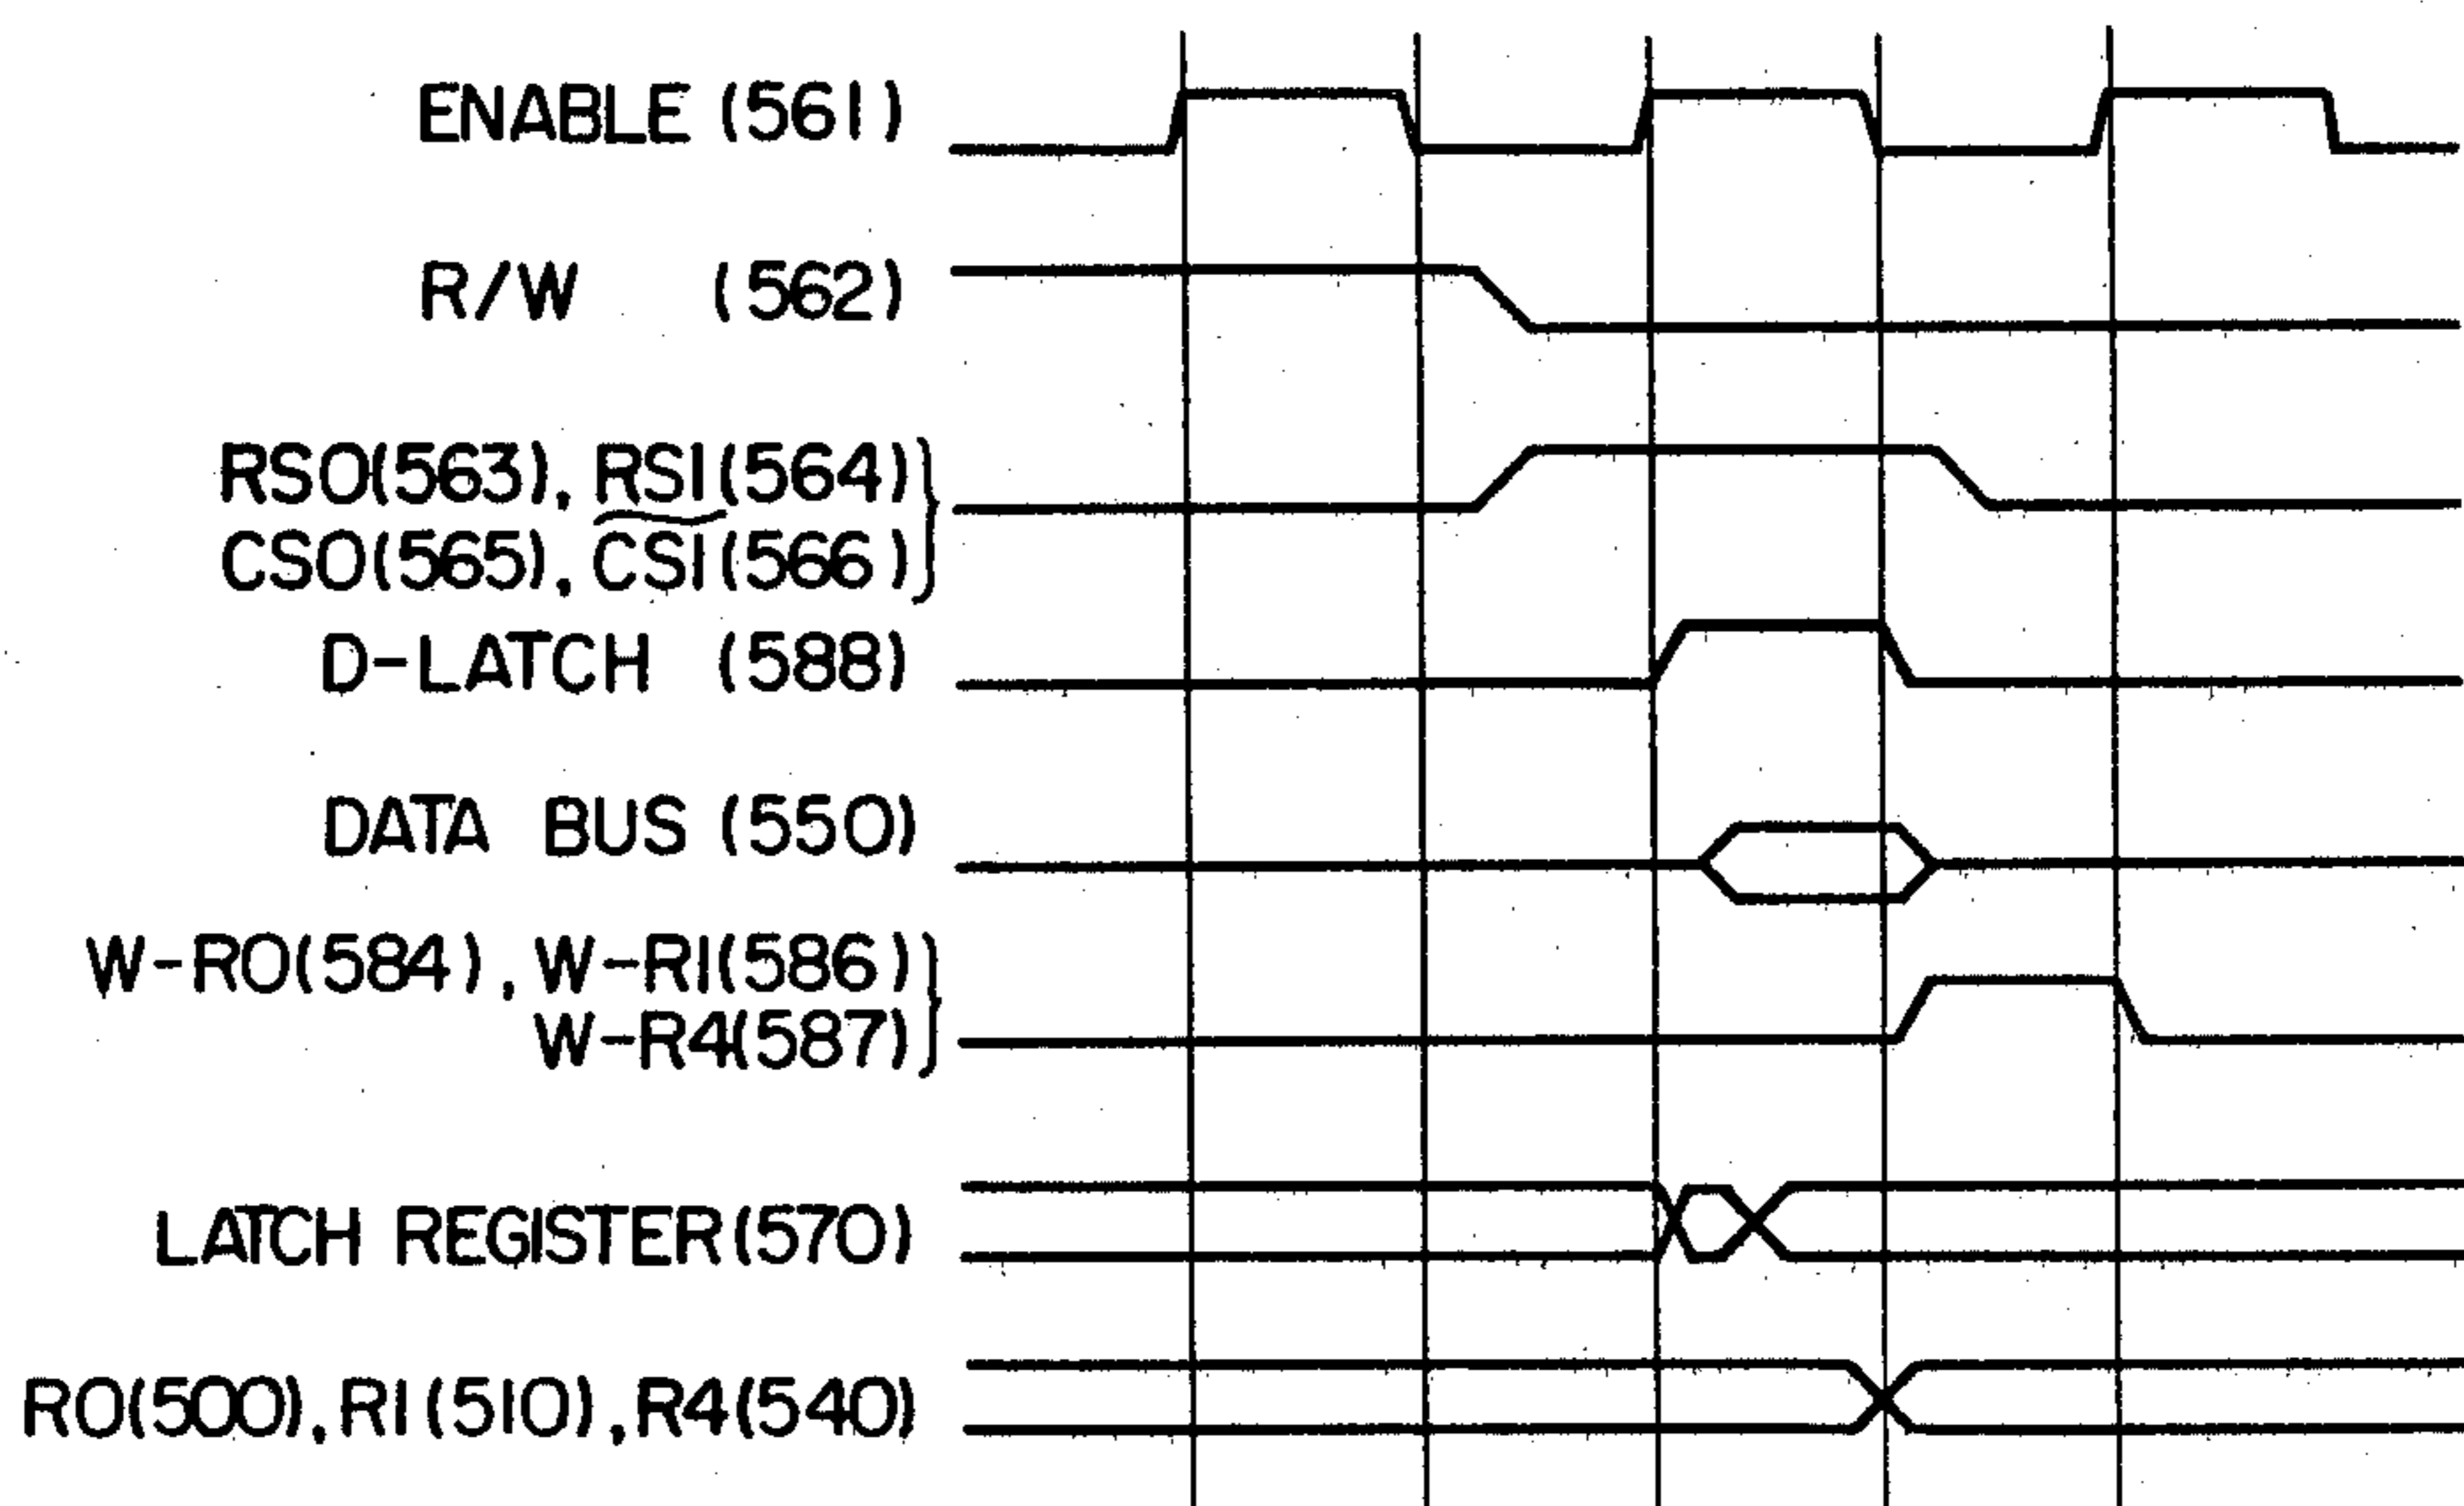 ENABLE (561)
R/W (562)
RS0(563), RS1(564)
CS0(565), CS1(566)
D-LATCH (588)
DATA BUS (550)
W-R0(584), W-R1(586)
W-R4(587)
LATCH REGISTER(570)
R0(500), R1(510), R4(540)